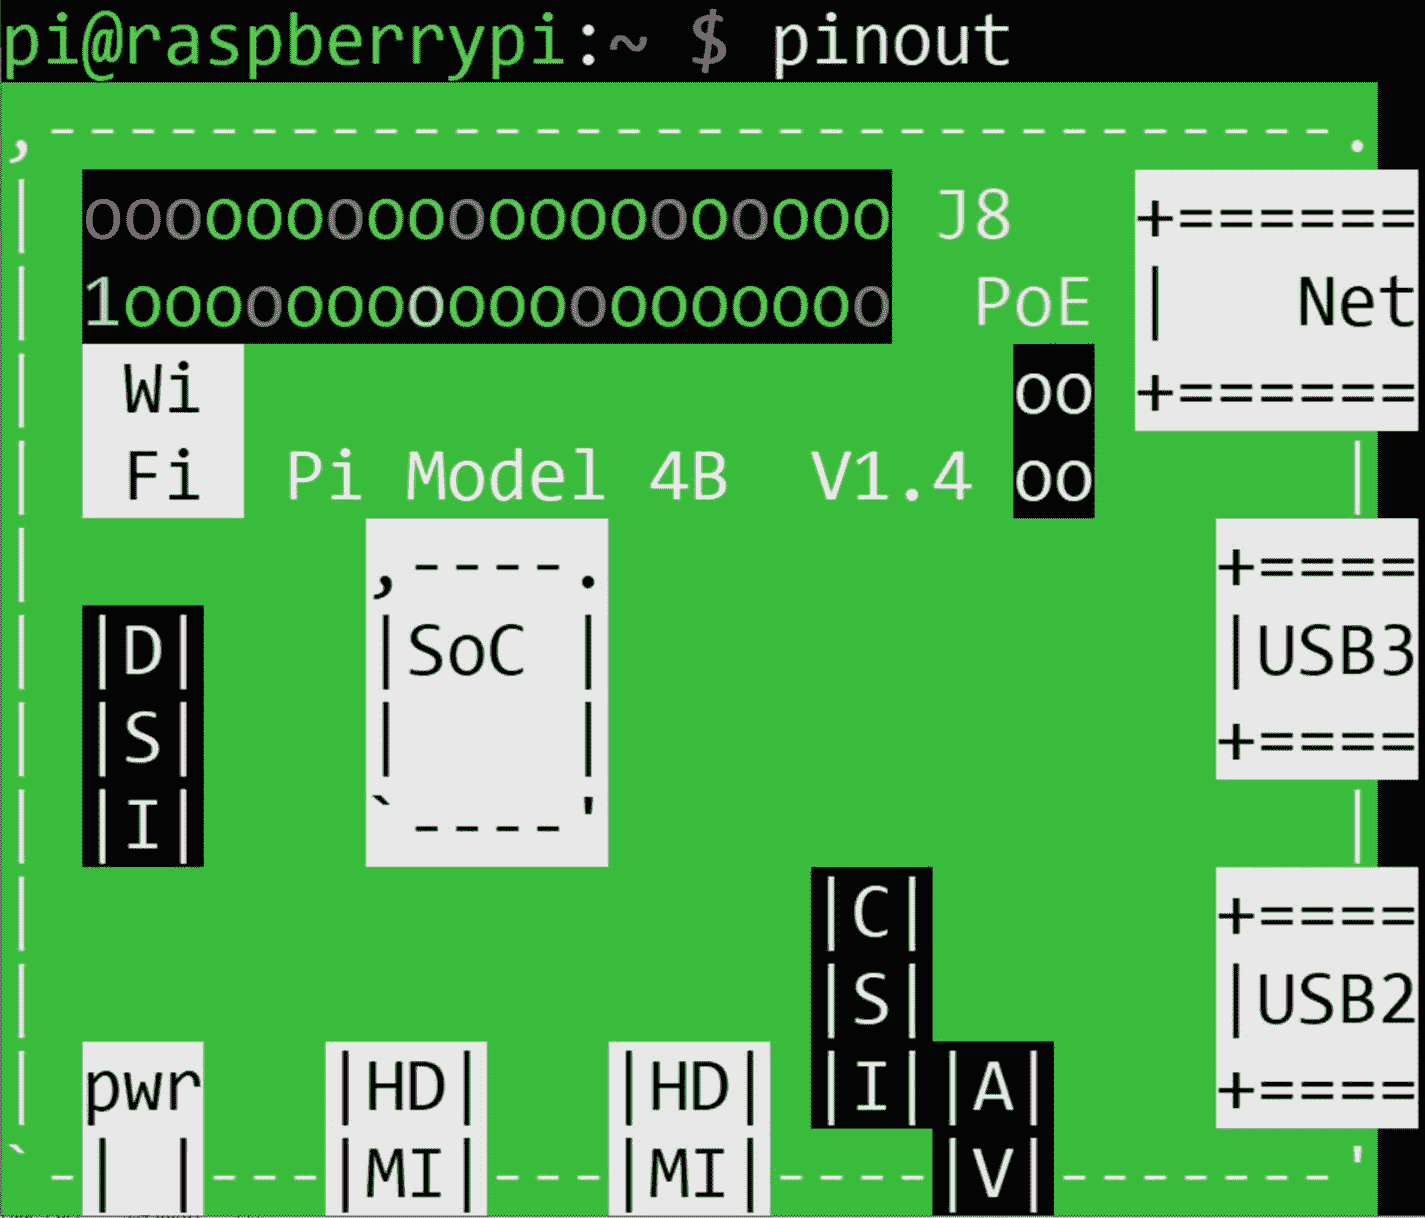 pi@raspberrypi:~ $ pinout
,--------------------------------.
| oooooooooooooooooooo J8     +======
| 1ooooooooooooooooooo  PoE   |   Net
|  Wi                    oo   +======
|  Fi  Pi Model 4B  V1.4 oo         |
|        ,----.                  +====
| |D|    |SoC |                  |USB3
| |S|    |    |                  +====
| |I|    `----'                     |
|                   |C|          +====
|                   |S|          |USB2
| pwr   |HD|   |HD| |I||A|       +====
`-| |---|MI|---|MI|----|V|-------'